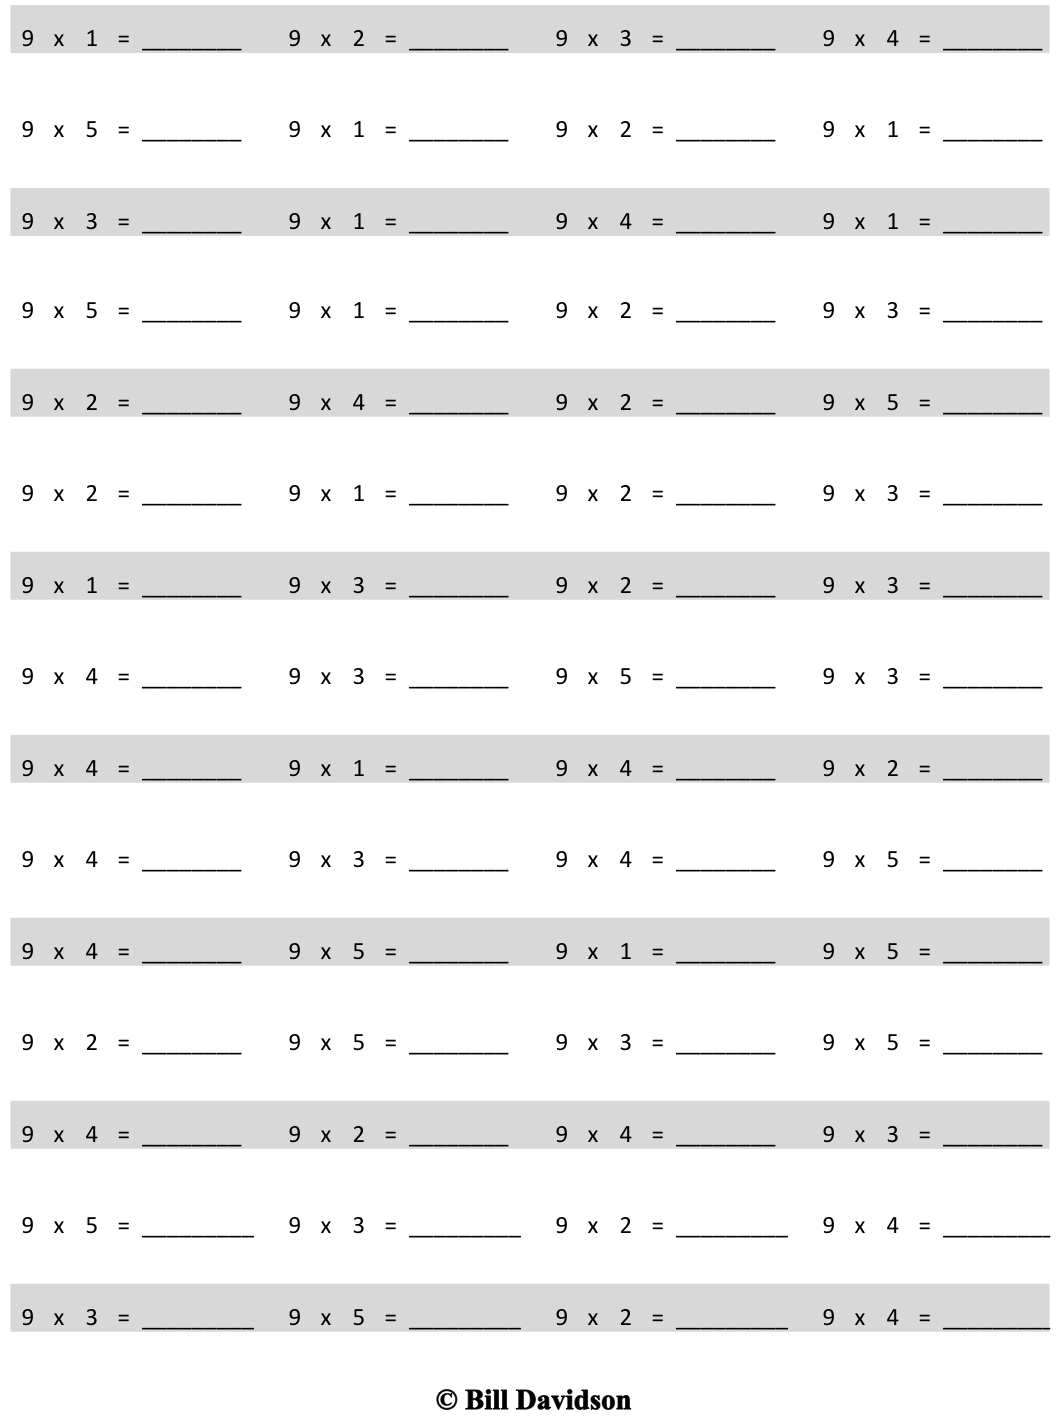 9 x 1 = ________ 9 x 2 = ________ 9 x 3 = ________ 9 x 4 = ________
9 x 5 = ________ 9 x 1 = ________ 9 x 2 = ________ 9 x 1 = ________
9 x 3 = ________ 9 x 1 = ________ 9 x 4 = ________ 9 x 1 = ________
9 x 5 = ________ 9 x 1 = ________ 9 x 2 = ________ 9 x 3 = ________
9 x 2 = ________ 9 x 4 = ________ 9 x 2 = ________ 9 x 5 = ________
9 x 2 = ________ 9 x 1 = ________ 9 x 2 = ________ 9 x 3 = ________
9 x 1 = ________ 9 x 3 = ________ 9 x 2 = ________ 9 x 3 = ________
9 x 4 = ________ 9 x 3 = ________ 9 x 5 = ________ 9 x 3 = ________
9 x 4 = ________ 9 x 1 = ________ 9 x 4 = ________ 9 x 2 = ________
9 x 4 = ________ 9 x 3 = ________ 9 x 4 = ________ 9 x 5 = ________
9 x 4 = ________ 9 x 5 = ________ 9 x 1 = ________ 9 x 5 = ________
9 x 2 = ________ 9 x 5 = ________ 9 x 3 = ________ 9 x 5 = ________
9 x 4 = ________ 9 x 2 = ________ 9 x 4 = ________ 9 x 3 = ________
9 x 5 = _________ 9 x 3 = _________ 9 x 2 = _________ 9 x 4 = _________
9 x 3 = _________ 9 x 5 = _________ 9 x 2 = _________ 9 x 4 = _________
© Bill Davidson